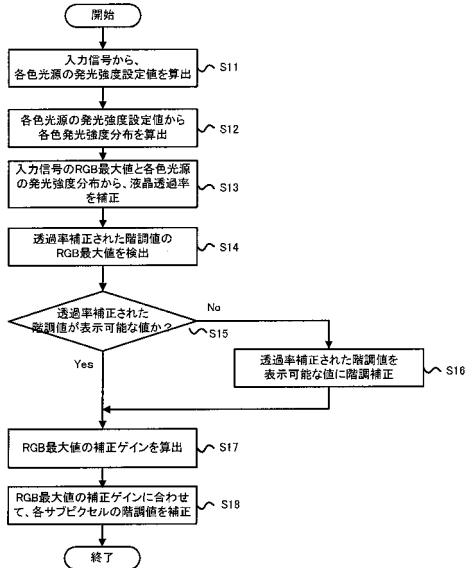 開始
入力信号から、
各色光源の発光強度設定値を算出
S11
各色光源の発光強度設定値から
各色発光強度分布を算出
S12
入力信号のRGB最大値と各色光源
の発光強度分布から、液晶透過率
を補正
S13
透過率補正された階調値の
RGB最大値を検出
S14
透過率補正された
階調値が表示可能な値か?
S15
No
Yes
透過率補正された階調値を
表示可能な値に階調補正
S16
RGB最大値の補正ゲインを算出
S17
RGB最大値の補正ゲインに合わせ
て、各サブピクセルの階調値を補正
S18
終了